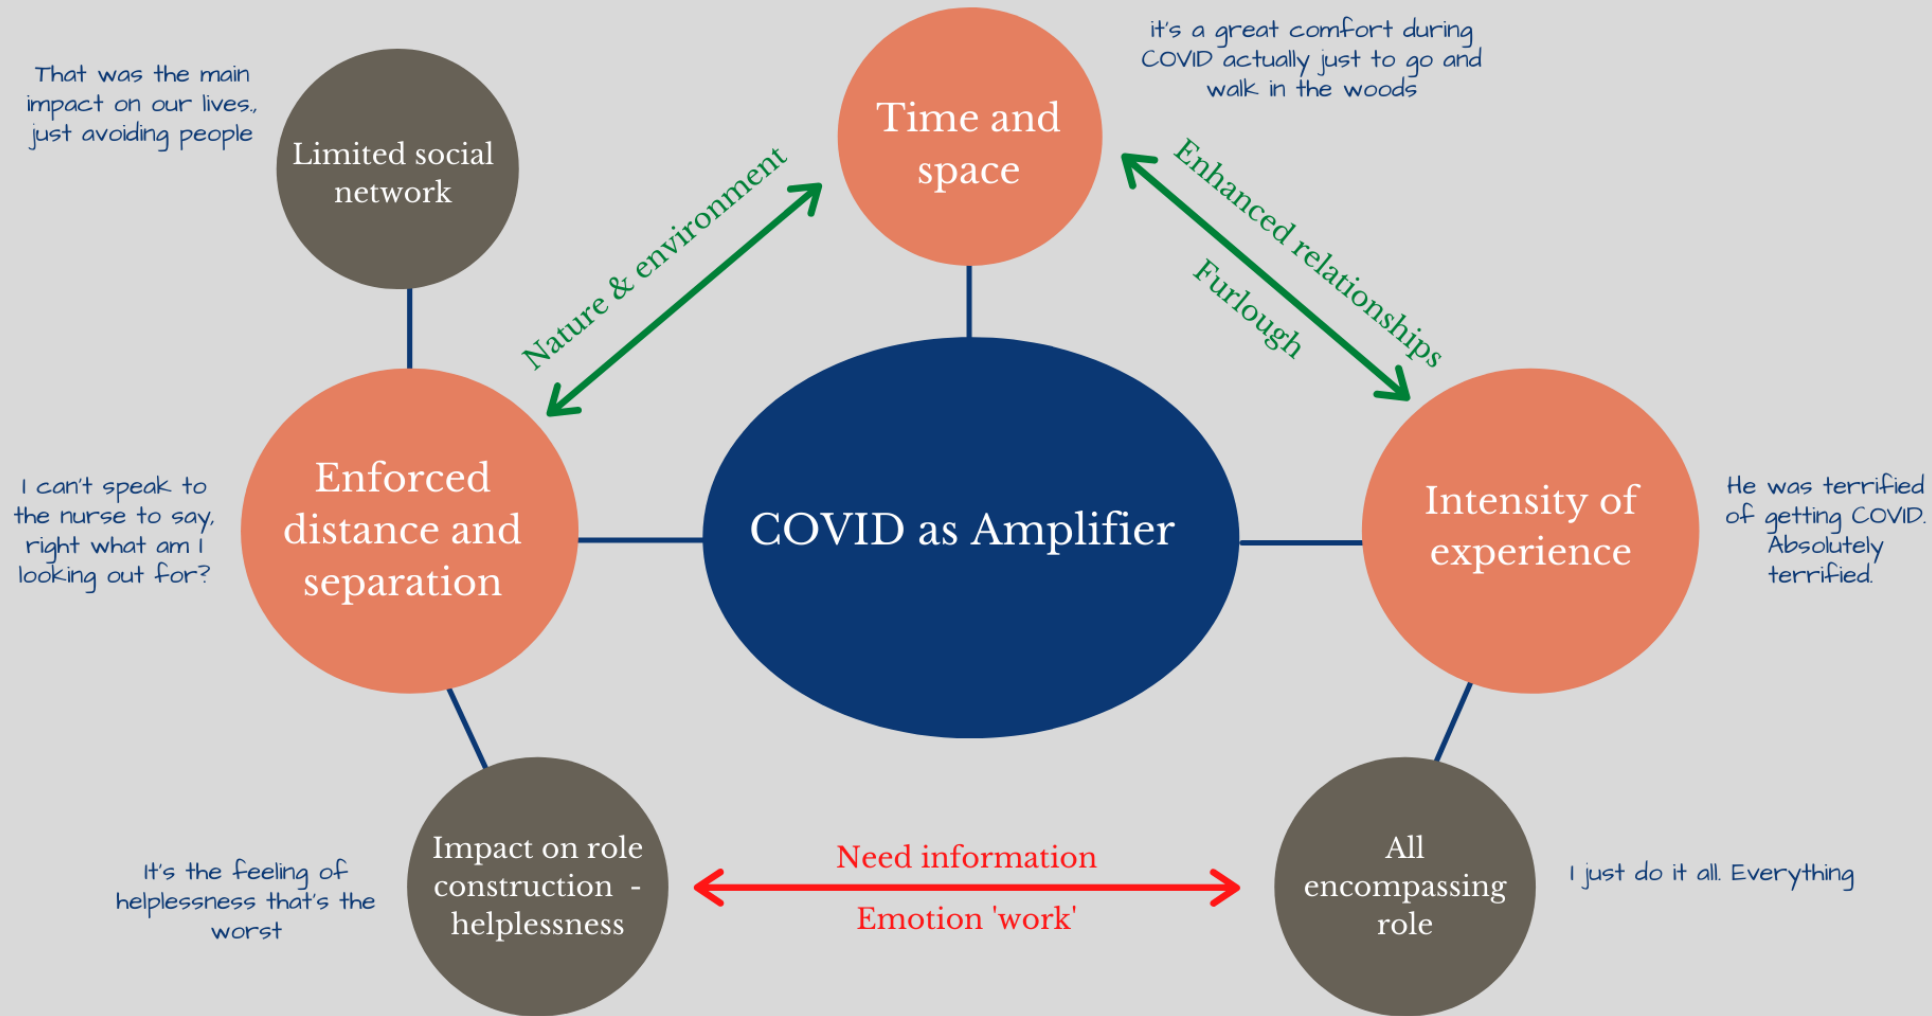 That was the main
impact on our lives.,
just avoiding people
Limited social
network
Time and
space
it's a great comfort during
COVID actually just to go and
walk in the woods
Nature & environment
Enhanced relationships
Furlough
I can't speak to
the nurse to say,
right what am I
looking out for?
Enforced
distance and
separation
COVID as Amplifier
Intensity of
experience
He was terrified
of getting COVID.
Absolutely
terrified.
It's the feeling of
helplessness that's the
worst
Impact on role
construction -
helplessness
Need information
Emotion 'work'
All
encompassing
role
I just do it all. Everything